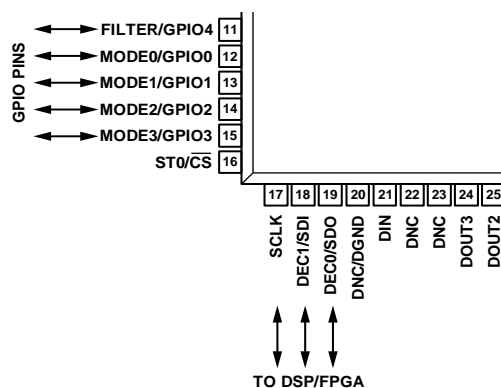 GPIO PINS
FILTER/GPIO4 11
MODE0/GPIO0 12
MODE1/GPIO1 13
MODE2/GPIO2 14
MODE3/GPIO3 15
ST0/C̅S̅ 16
17 18 19 20 21 22 23 24 25
SCLK
DEC1/SDI
DEC0/SDO
DNC/DGND
DIN
DNC
DNC
DOUT3
DOUT2
TO DSP/FPGA